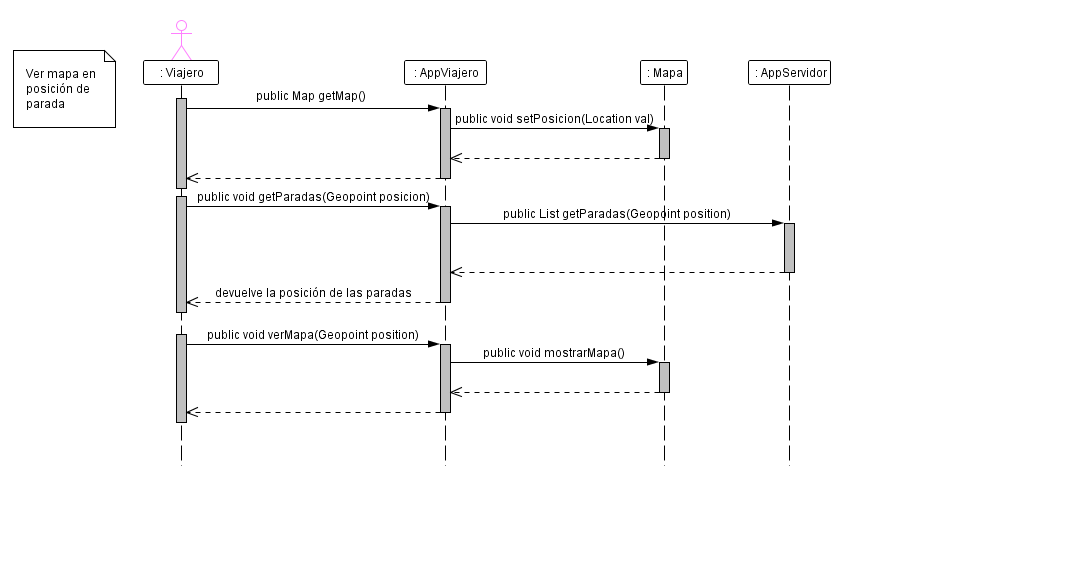 Ver mapa en
posición de
parada
: Viajero
: AppViajero
: Mapa
: AppServidor
public Map getMap()
public void setPosicion(Location val)
public void getParadas(Geopoint posicion)
public List getParadas(Geopoint position)
devuelve la posición de las paradas
public void verMapa(Geopoint position)
public void mostrarMapa()